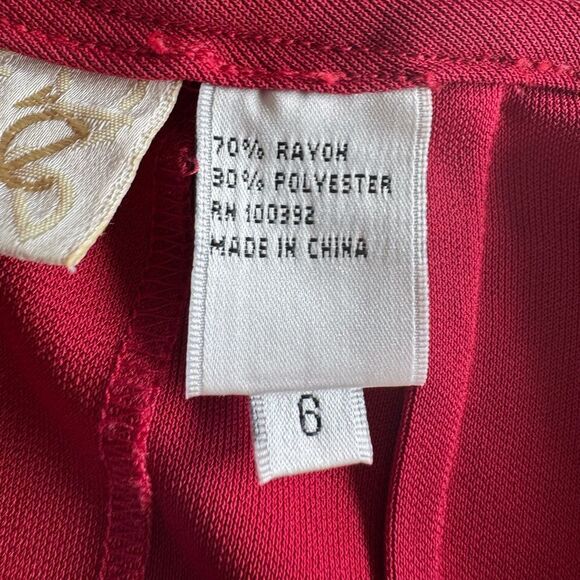 70% RAYON
30% POLYESTER
RN 100392
MADE IN CHINA
6